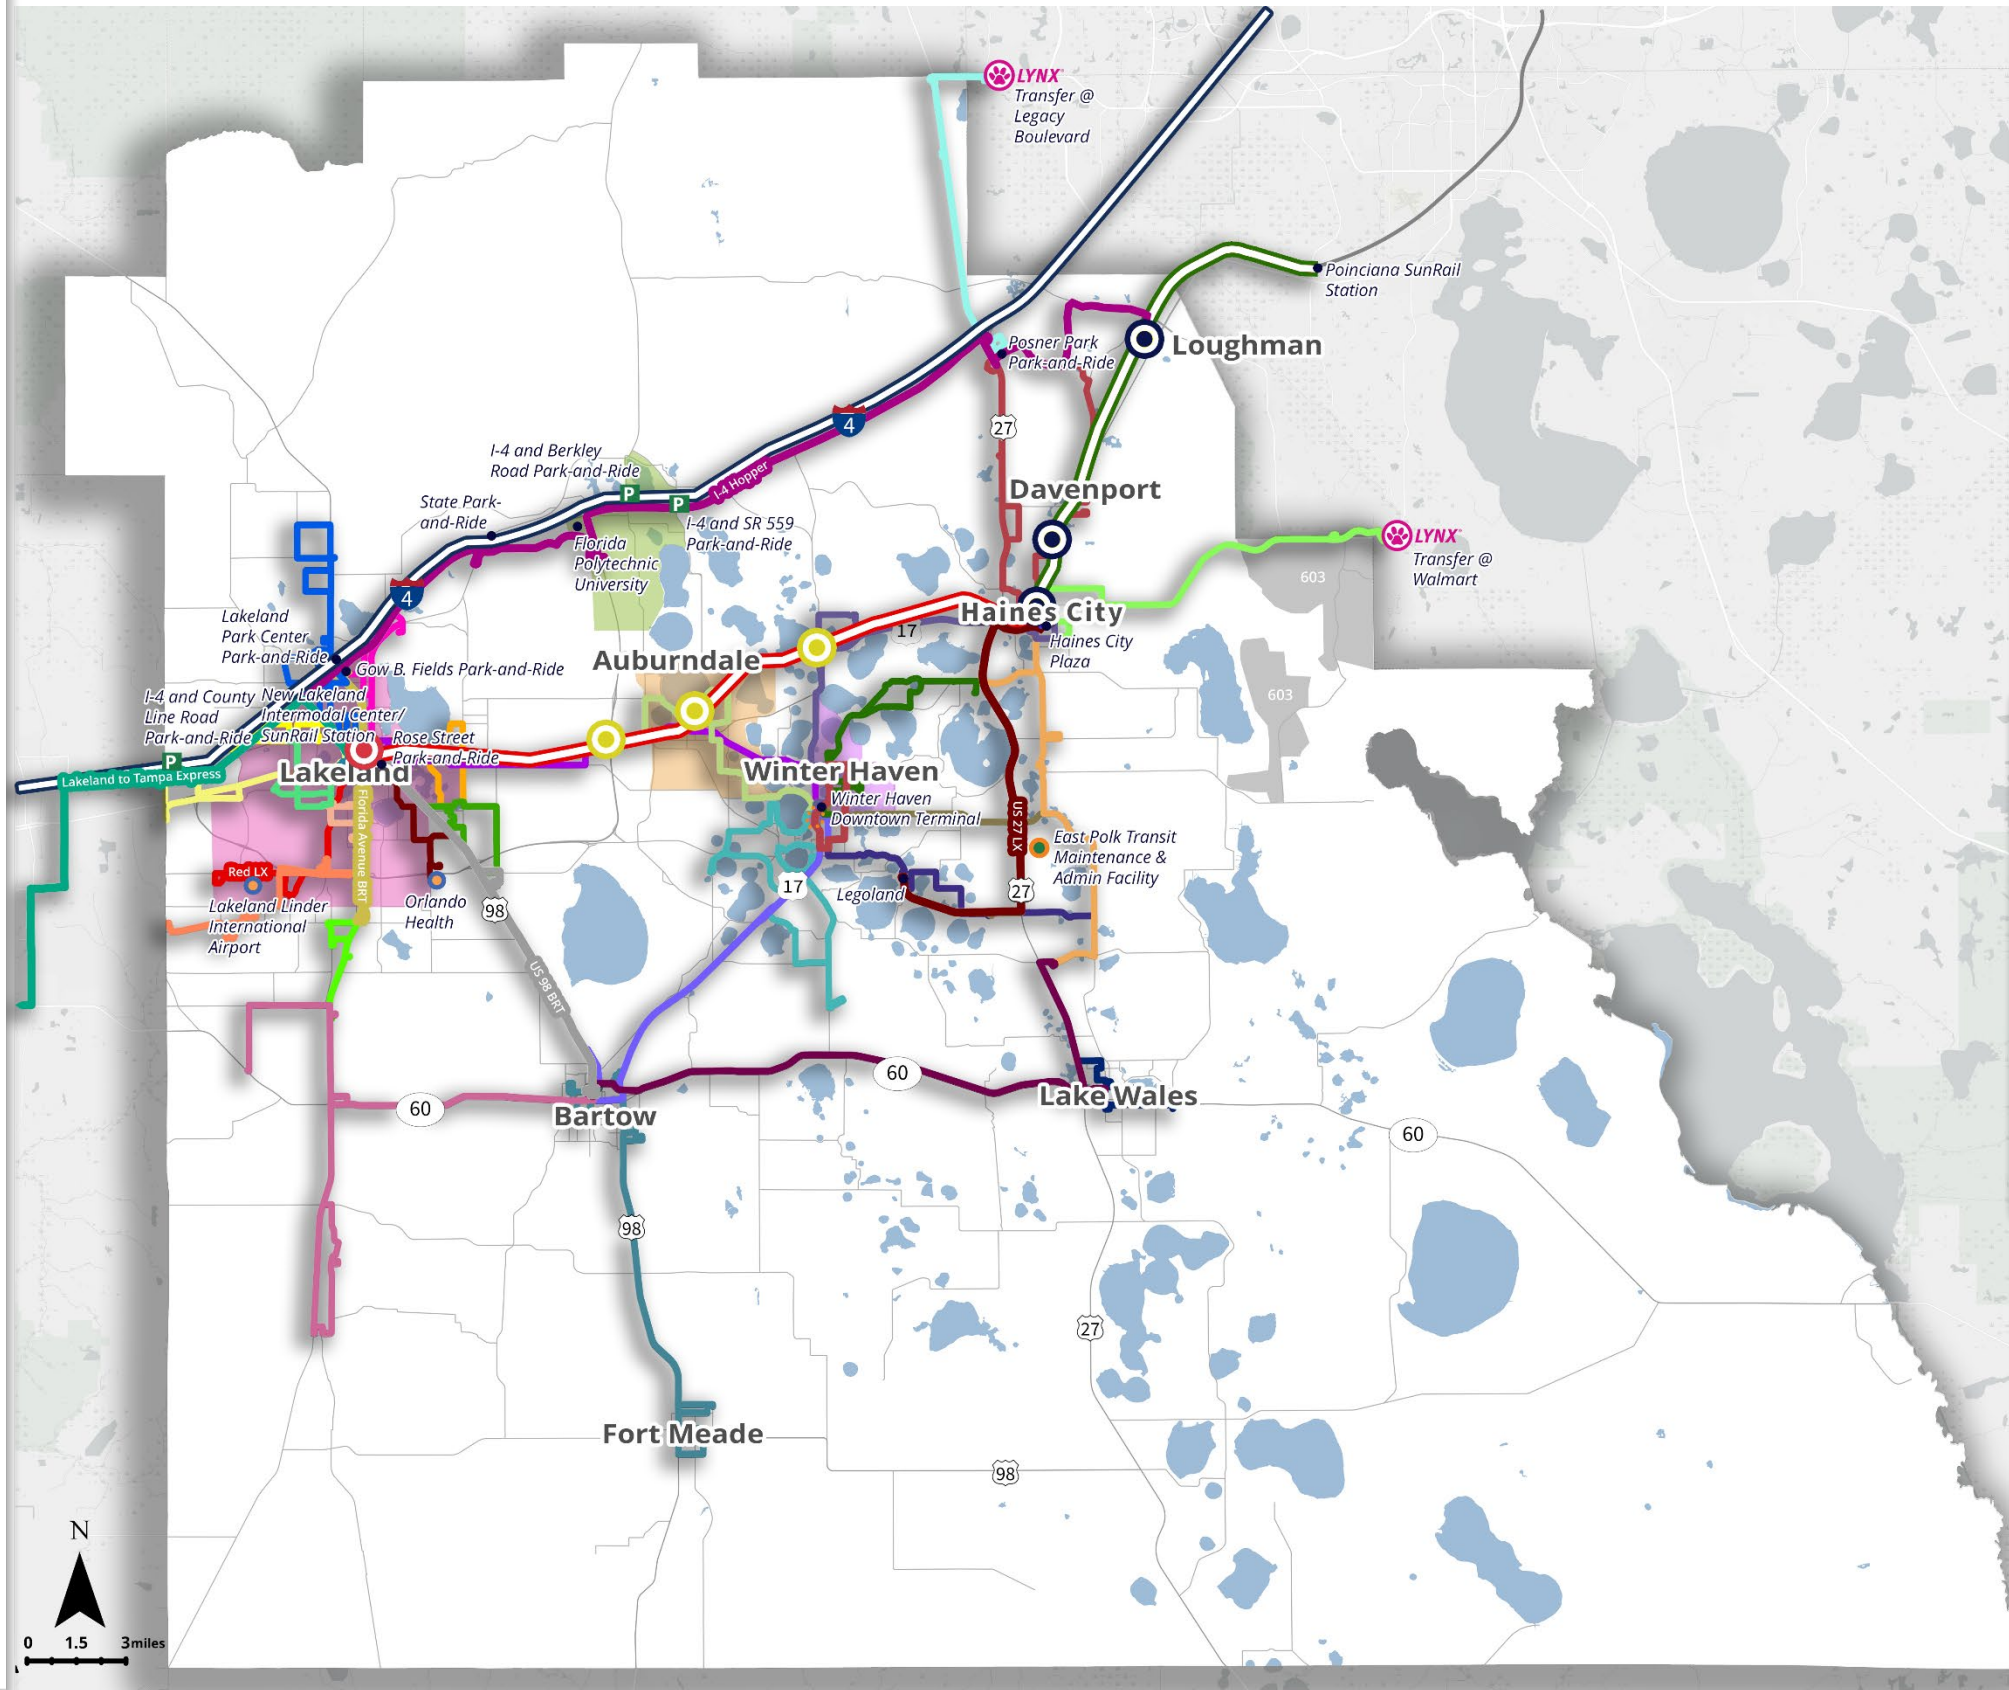 LYNX
Transfer @
Legacy
Boulevard
Poinciana SunRail
Station
Posner Park
Park-and-Ride
Loughman
4
27
I-4 and Berkley
Road Park-and-Ride
I-4 Hopper
P
P
Davenport
State Park-
and-Ride
I-4 and SR 559
Park-and-Ride
Florida
Polytechnic
University
LYNX
Transfer @
Walmart
603
4
Lakeland
Park Center
Park-and-Ride
Haines City
17
Haines City
Plaza
Auburndale
Gow B. Fields Park-and-Ride
603
I-4 and County
Line Road
Park-and-Ride
New Lakeland
Intermodal Center/
SunRail Station
Rose Street
Park-and-Ride
P
Lakeland to Tampa Express
Lakeland
Winter Haven
Winter Haven
Downtown Terminal
US 27 LX
East Polk Transit
Maintenance &
Admin Facility
Florida Avenue BRT
Red LX
17
Legoland
27
Orlando
Health
98
Lakeland Linder
International
Airport
US 98 BRT
60
60
Lake Wales
Bartow
60
98
27
Fort Meade
98
N
0 1.5 3miles